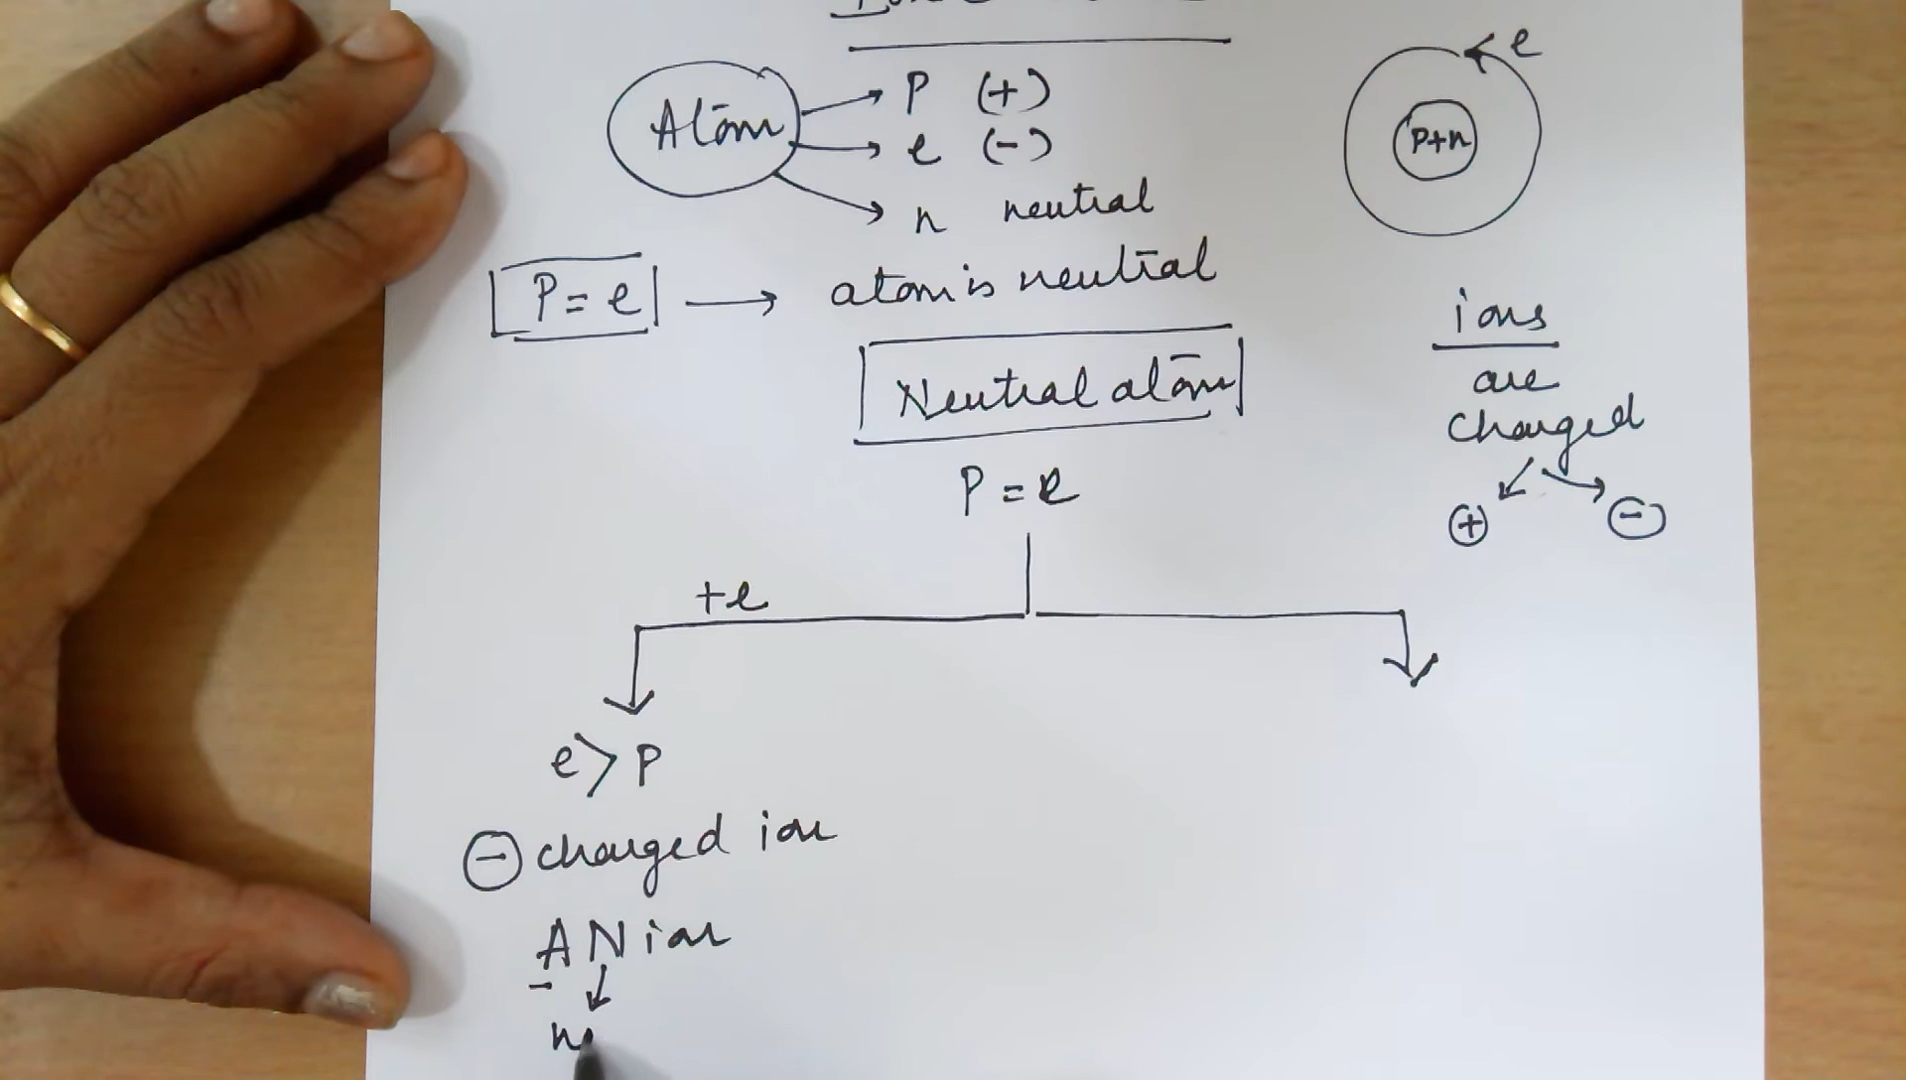 Atom
P (+)
e (-)
n neutral
e
P+n
P = e → atom is neutral
Neutral atom
P = e
ions
are
charged
+ -
+e
e > P
- charged ion
ANion
-